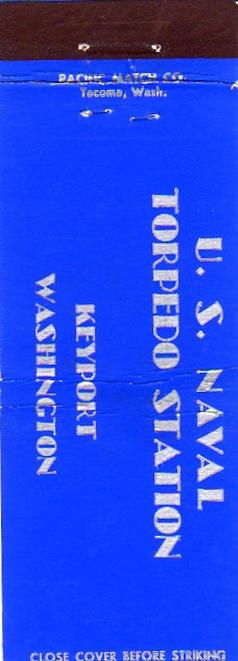 PACIFIC MATCH CO.
Tacoma, Wash.
U. S. NAVAL
TORPEDO STATION
KEYPORT
WASHINGTON
CLOSE COVER BEFORE STRIKING